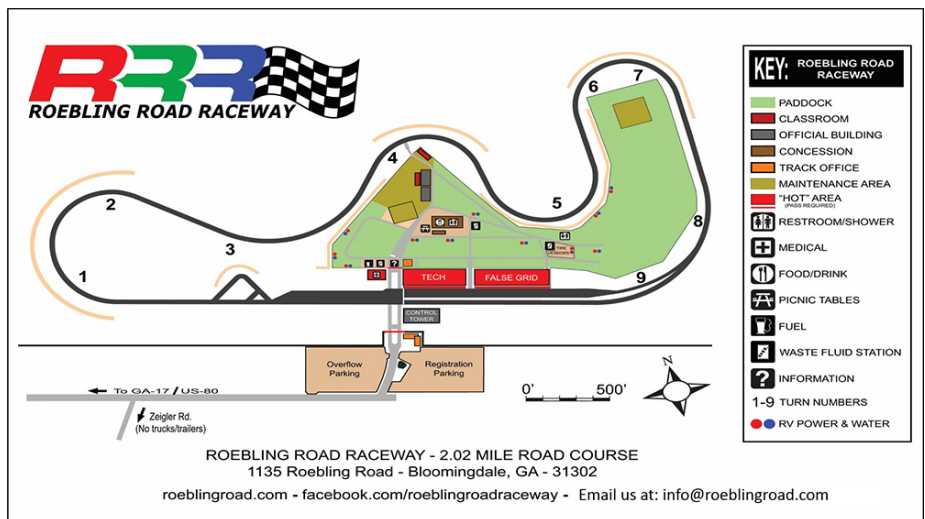 RRR
ROEBLING ROAD RACEWAY
1
2
3
4
5
6
7
8
9
TIRE
VENDORS
?
TECH
FALSE GRID
CONTROL
TOWER
Overflow
Parking
Registration
Parking
To GA-17 / US-80
Zeigler Rd.
(No trucks/trailers)
0' 500'
N
KEY: ROEBLING ROAD
RACEWAY
PADDOCK
CLASSROOM
OFFICIAL BUILDING
CONCESSION
TRACK OFFICE
MAINTENANCE AREA
"HOT" AREA
(PASS REQUIRED)
RESTROOM/SHOWER
MEDICAL
FOOD/DRINK
PICNIC TABLES
FUEL
WASTE FLUID STATION
? INFORMATION
1-9 TURN NUMBERS
RV POWER & WATER
ROEBLING ROAD RACEWAY - 2.02 MILE ROAD COURSE
1135 Roebling Road - Bloomingdale, GA - 31302
roeblingroad.com - facebook.com/roeblingroadraceway - Email us at: info@roeblingroad.com